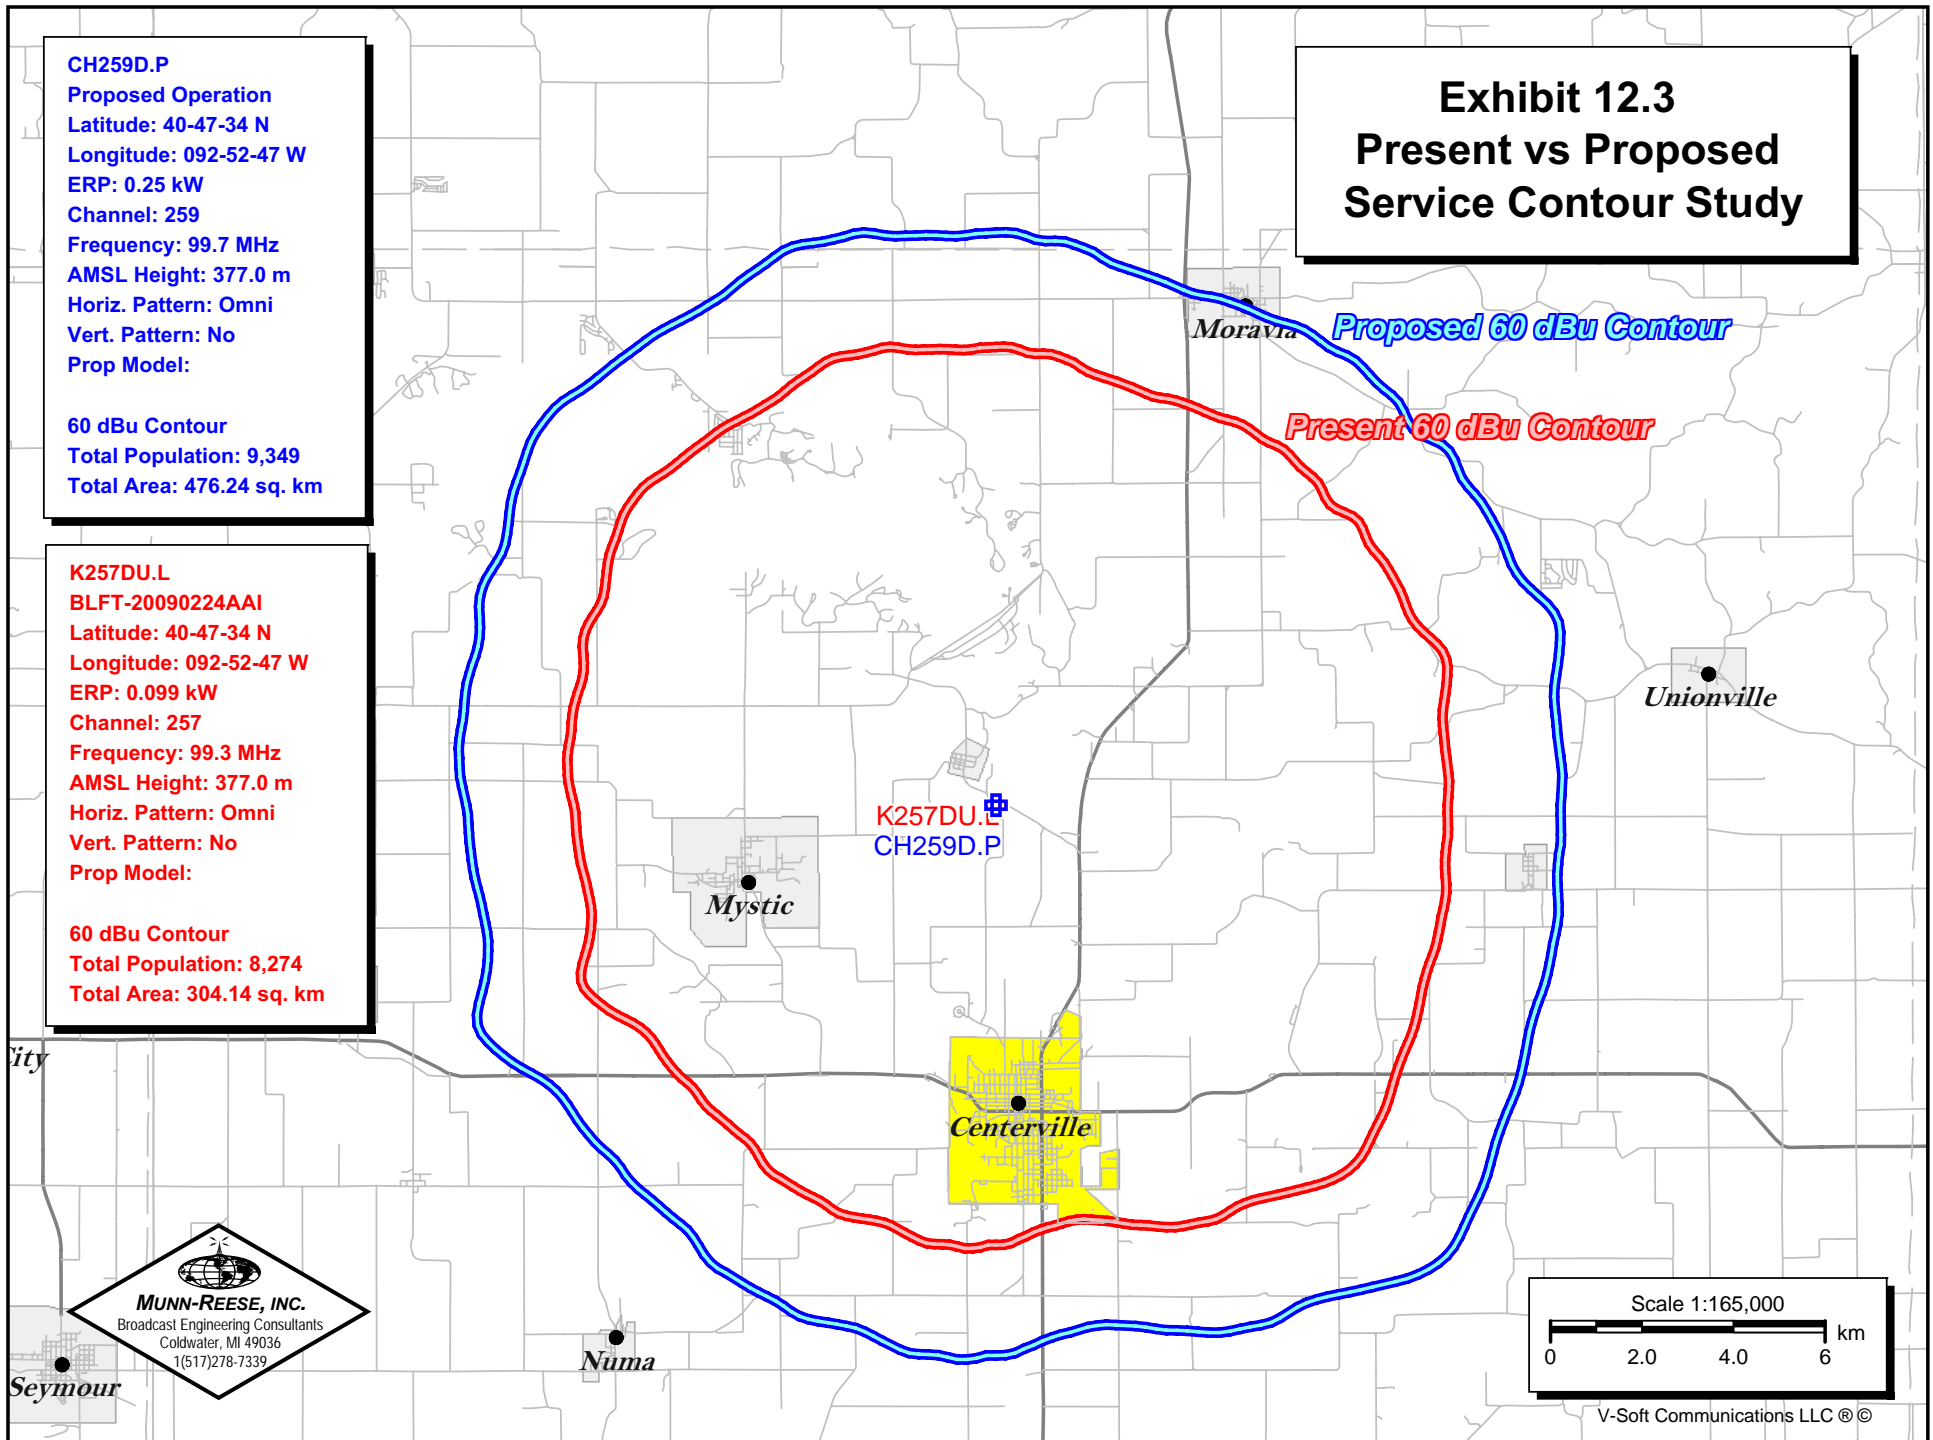 CH259D.P
Proposed Operation
Latitude: 40-47-34 N
Longitude: 092-52-47 W
ERP: 0.25 kW
Channel: 259
Frequency: 99.7 MHz
AMSL Height: 377.0 m
Horiz. Pattern: Omni
Vert. Pattern: No
Prop Model:
60 dBu Contour
Total Population: 9,349
Total Area: 476.24 sq. km
Exhibit 12.3
Present vs Proposed
Service Contour Study
Moravia
Proposed 60 dBu Contour
Present 60 dBu Contour
K257DU.L
BLFT-20090224AAI
Latitude: 40-47-34 N
Longitude: 092-52-47 W
ERP: 0.099 kW
Channel: 257
Frequency: 99.3 MHz
AMSL Height: 377.0 m
Horiz. Pattern: Omni
Vert. Pattern: No
Prop Model:
60 dBu Contour
Total Population: 8,274
Total Area: 304.14 sq. km
Unionville
K257DU.L
CH259D.P
Mystic
City
Centerville
MUNN-REESE, INC.
Broadcast Engineering Consultants
Coldwater, MI 49036
1(517)278-7339
Seymour
Numa
Scale 1:165,000
km
0 2.0 4.0 6
V-Soft Communications LLC ® ©